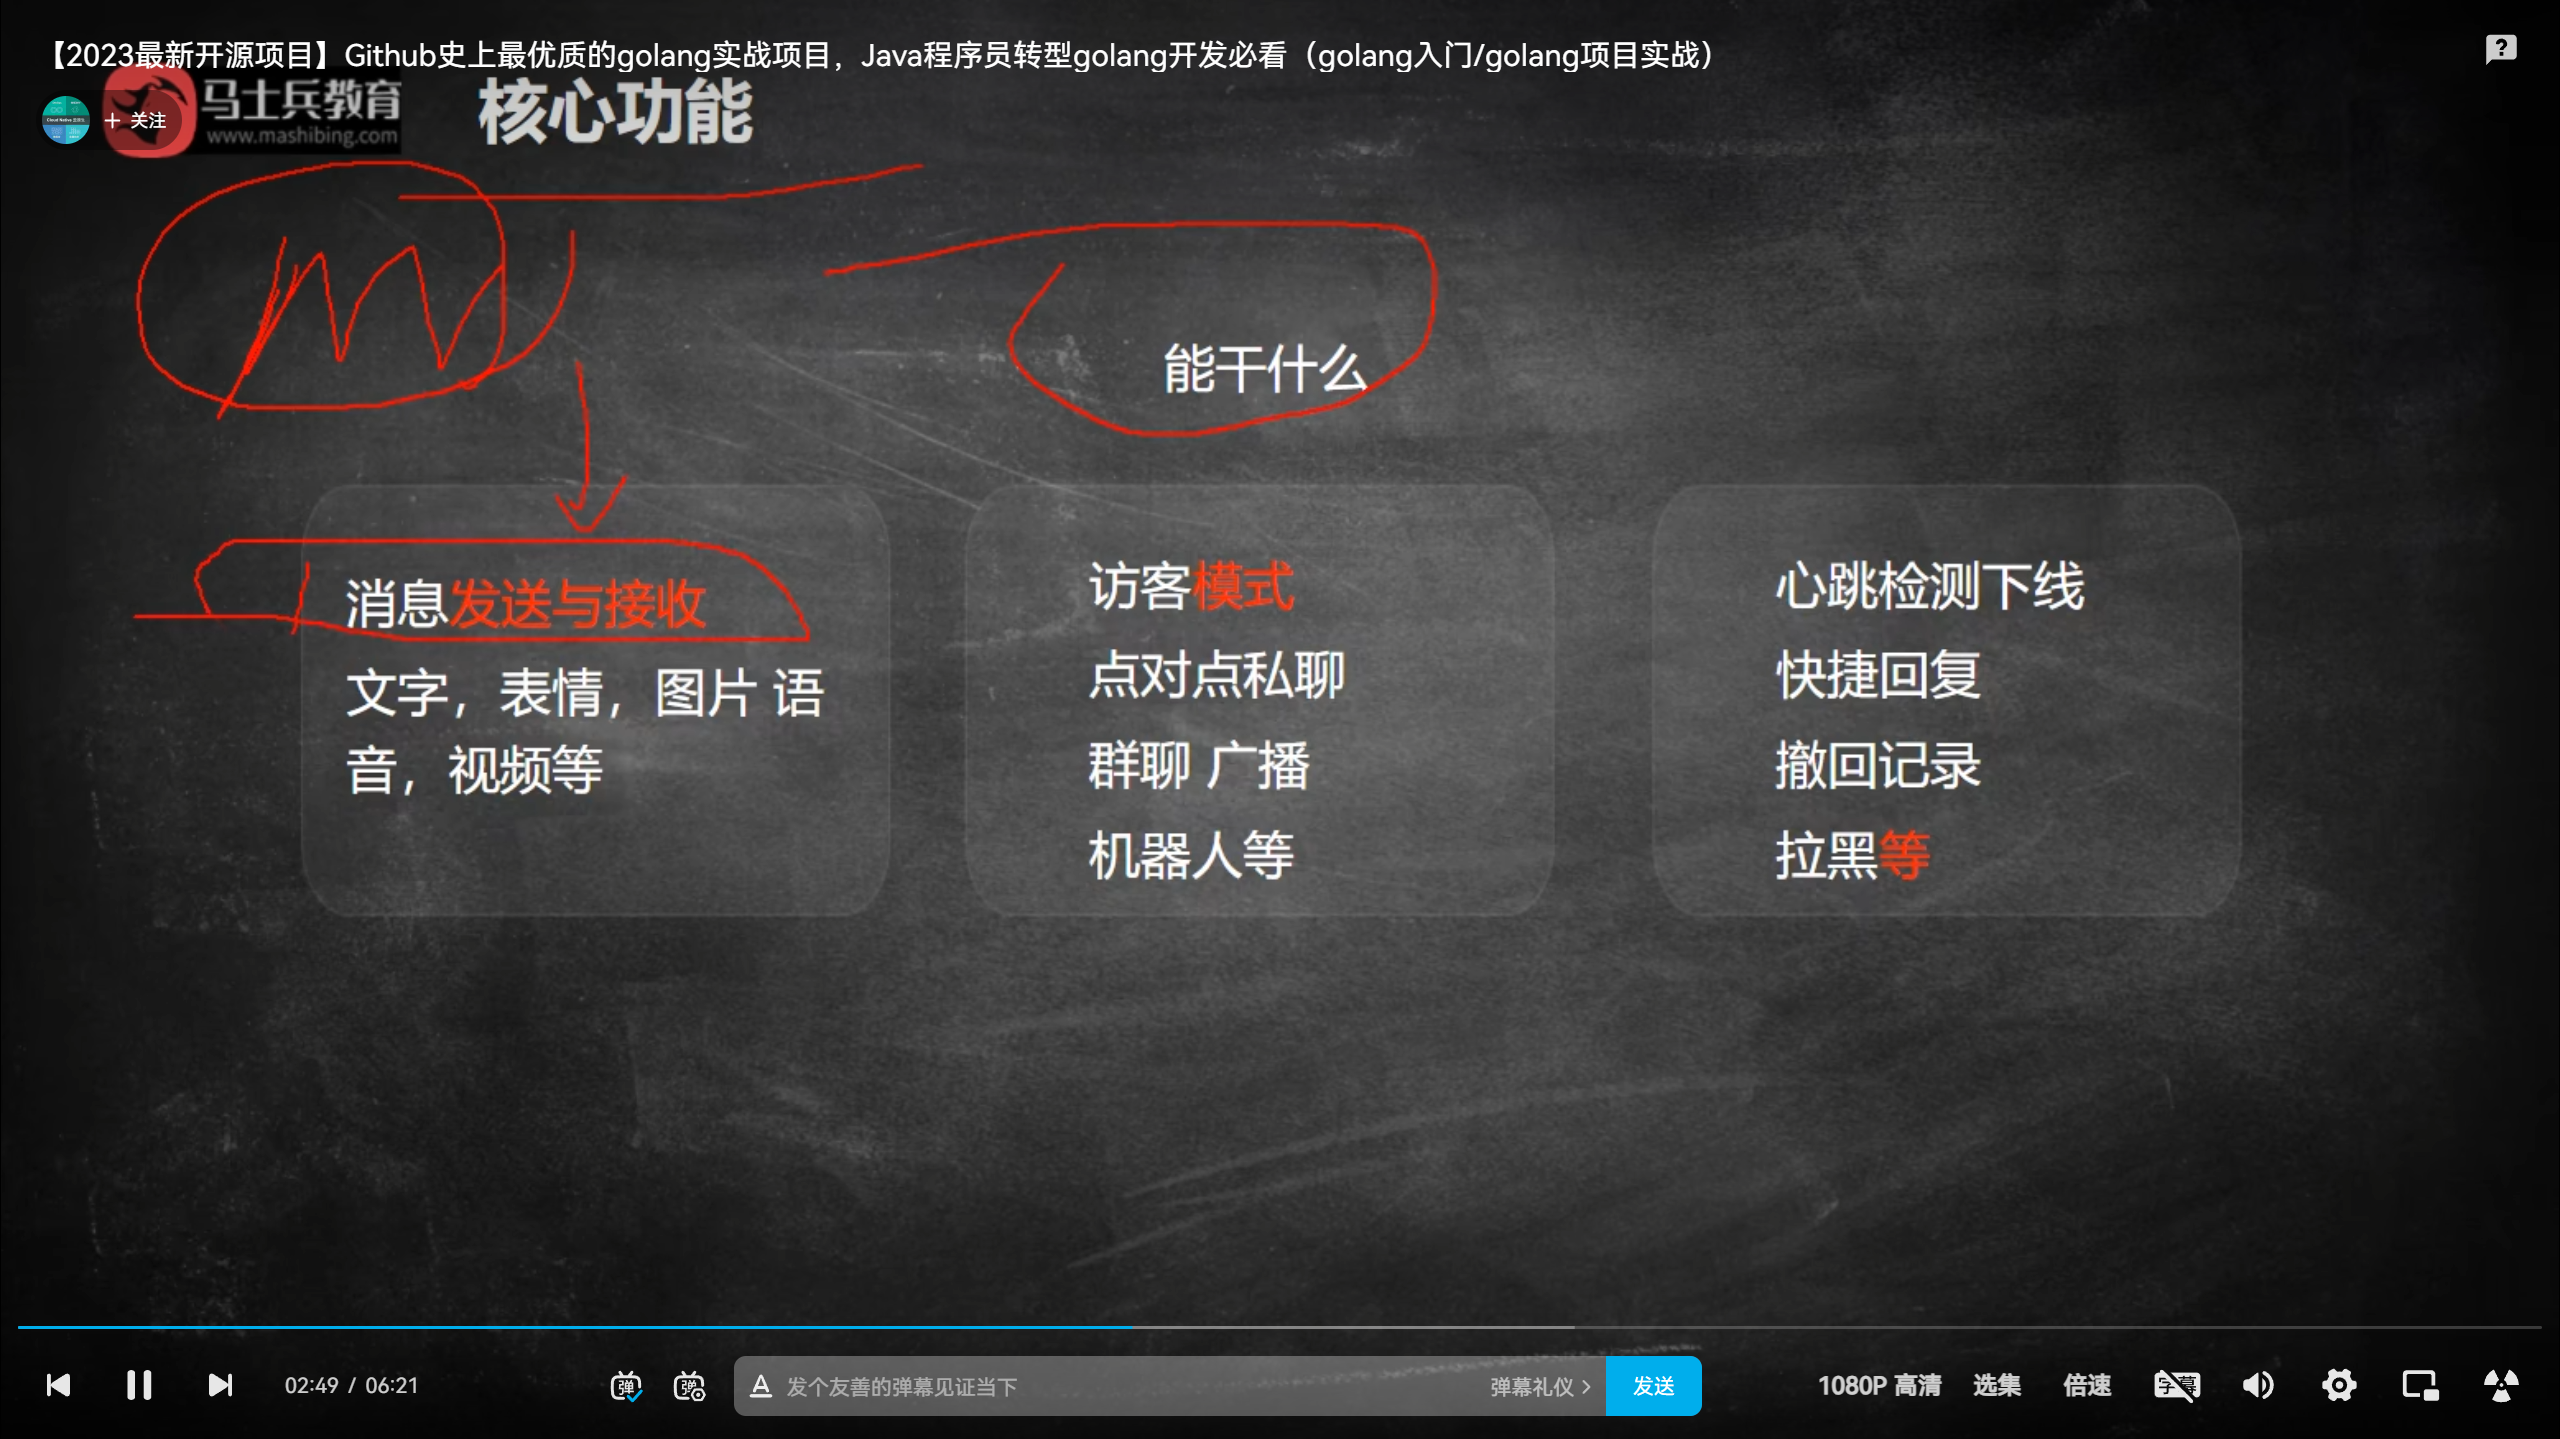 【2023最新开源项目】Github史上最优质的golang实战项目，Java程序员转型golang开发必看（golang入门/golang项目实战）
+ 关注
马士兵教育
www.mashibing.com
核心功能
能干什么
消息发送与接收
文字，表情，图片 语
音，视频等
访客模式
点对点私聊
群聊 广播
机器人等
心跳检测下线
快捷回复
撤回记录
拉黑等
02:49 / 06:21
弹
弹
A
发个友善的弹幕见证当下
弹幕礼仪 >
发送
1080P 高清
选集
倍速
字幕